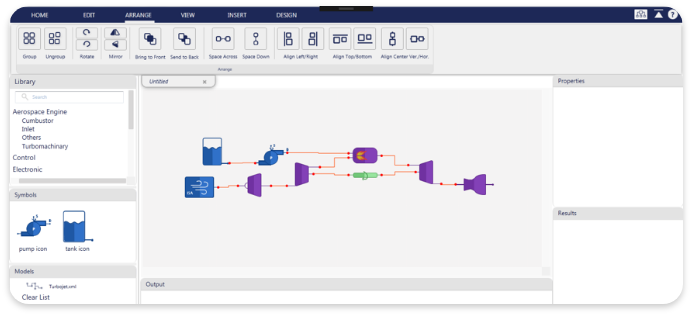 HOME EDIT ARRANGE VIEW INSERT DESIGN
Group Ungroup Rotate Mirror Bring to Front Send to Back Space Across Space Down Align Left/Right Align Top/Bottom Align Center Ver./Hor.
Arrange
Library
Search
Aerospace Engine
Combustor
Inlet
Others
Turbomachinary
Control
Electronic
Symbols
pump icon tank icon
Models
Turbojet.xml
Clear List
Untitled ×
Output
Properties
Results